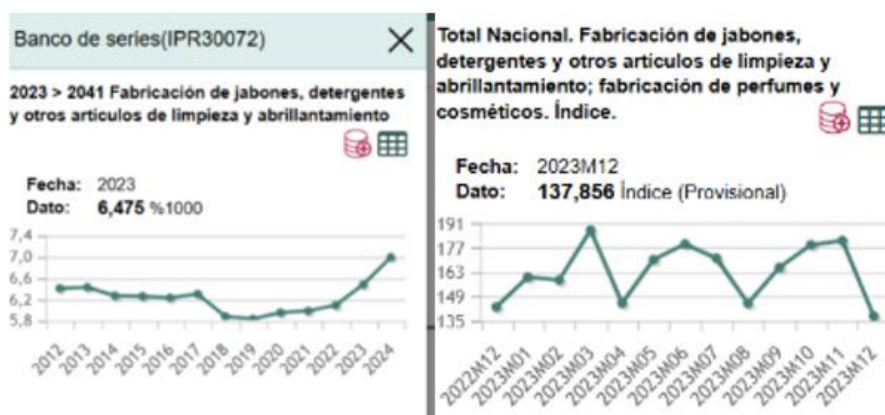 Banco de series(IPR30072)
2023 > 2041 Fabricación de jabones, detergentes
y otros articulos de limpieza y abrillantamiento
Fecha: 2023
Dato: 6,475 %1000
7,4
7,0
6,6
6,2
5,8
2012
2013
2014
2015
2016
2017
2018
2019
2020
2021
2022
2023
2024
Total Nacional. Fabricación de jabones,
detergentes y otros articulos de limpieza y
abrillantamiento; fabricación de perfumes y
cosméticos. Índice.
Fecha: 2023M12
Dato: 137,856 Índice (Provisional)
191
177
163
149
135
2022M12
2023M01
2023M02
2023M03
2023M04
2023M05
2023M06
2023M07
2023M08
2023M09
2023M10
2023M11
2023M12